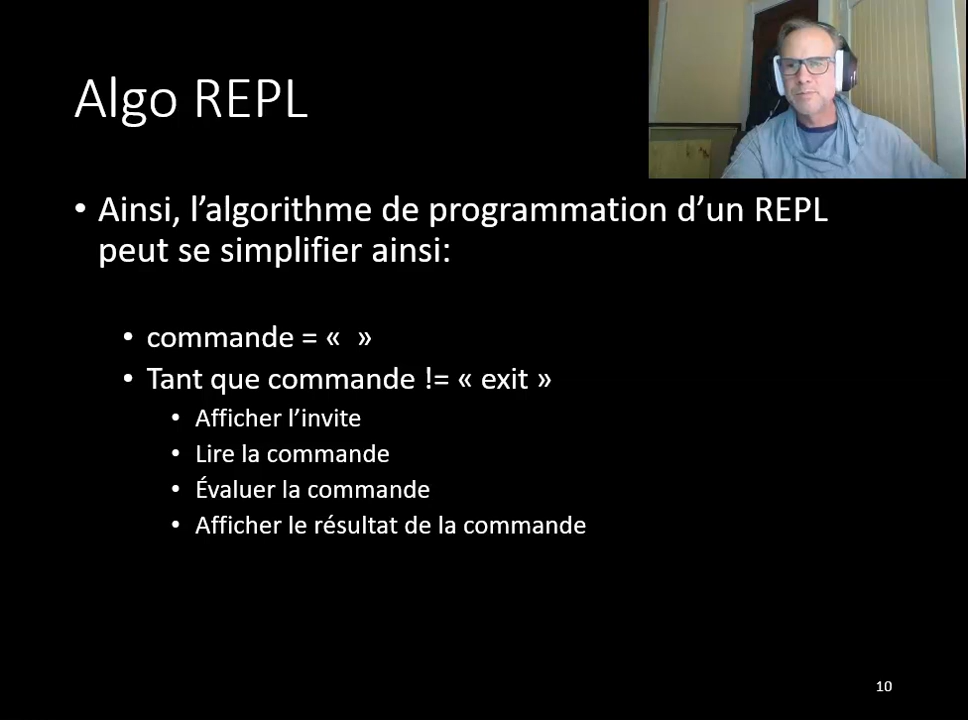 Algo REPL
• Ainsi, l’algorithme de programmation d’un REPL
peut se simplifier ainsi:
• commande = «  »
• Tant que commande != « exit »
• Afficher l’invite
• Lire la commande
• Évaluer la commande
• Afficher le résultat de la commande
10